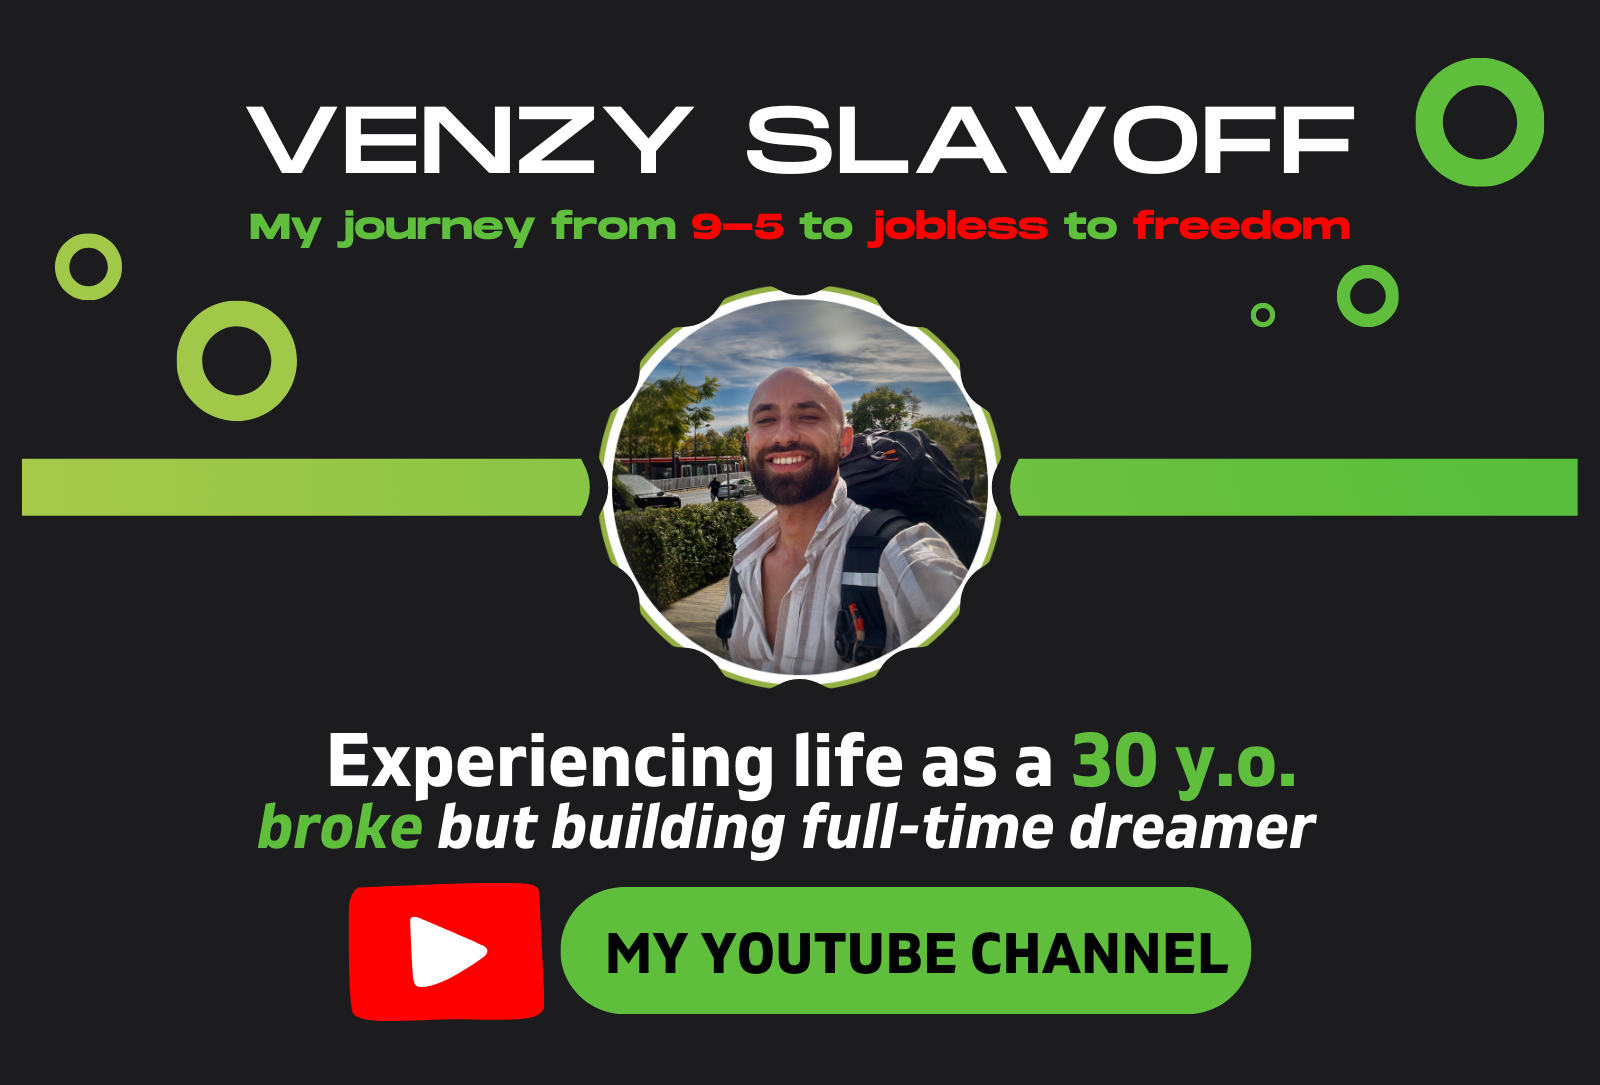 VENZY SLAVOFF
My journey from 9–5 to jobless to freedom
Experiencing life as a 30 y.o.
broke but building full-time dreamer
MY YOUTUBE CHANNEL